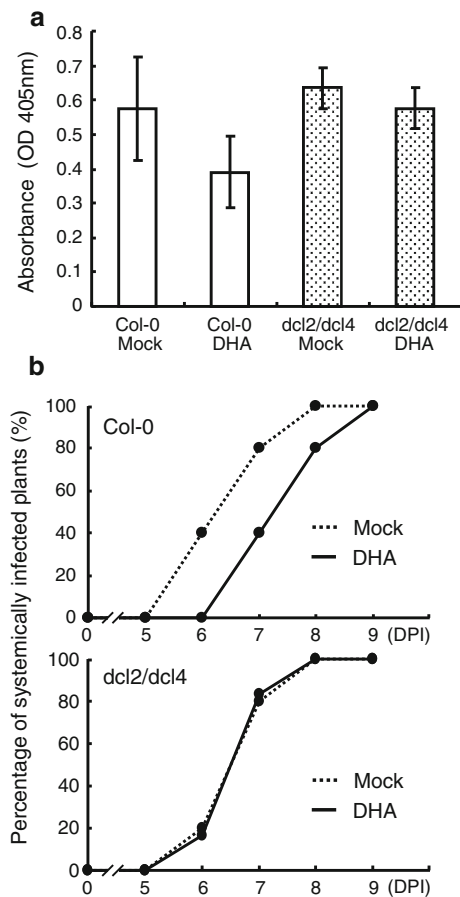 a
Absorbance (OD 405nm)
0.8
0.7
0.6
0.5
0.4
0.3
0.2
0.1
0
Col-0 Mock
Col-0 DHA
dcl2/dcl4 Mock
dcl2/dcl4 DHA
b
Percentage of systemically infected plants (%)
100
80
60
40
20
0
Col-0
Mock
DHA
0 5 6 7 8 9 (DPI)
100
80
60
40
20
0
dcl2/dcl4
Mock
DHA
0 5 6 7 8 9 (DPI)